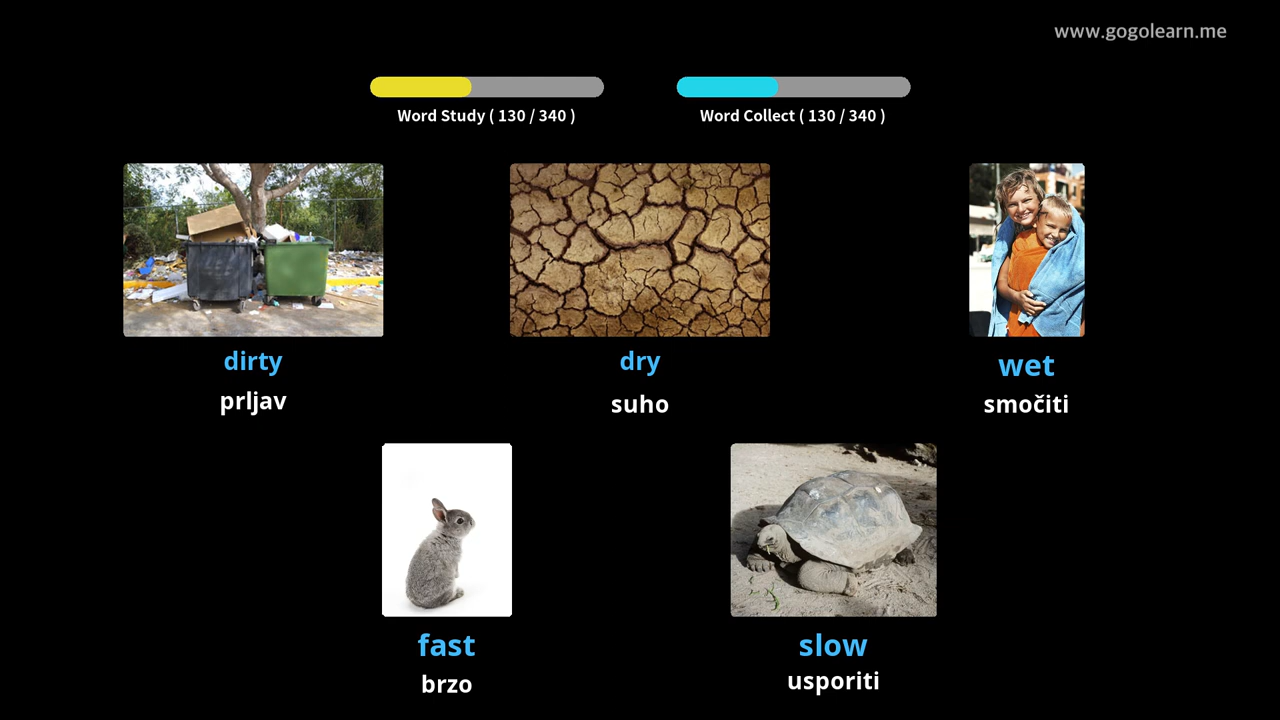 www.gogolearn.me
Word Study ( 130 / 340 )
Word Collect ( 130 / 340 )
dirty
prljav
dry
suho
wet
smočiti
fast
brzo
slow
usporiti